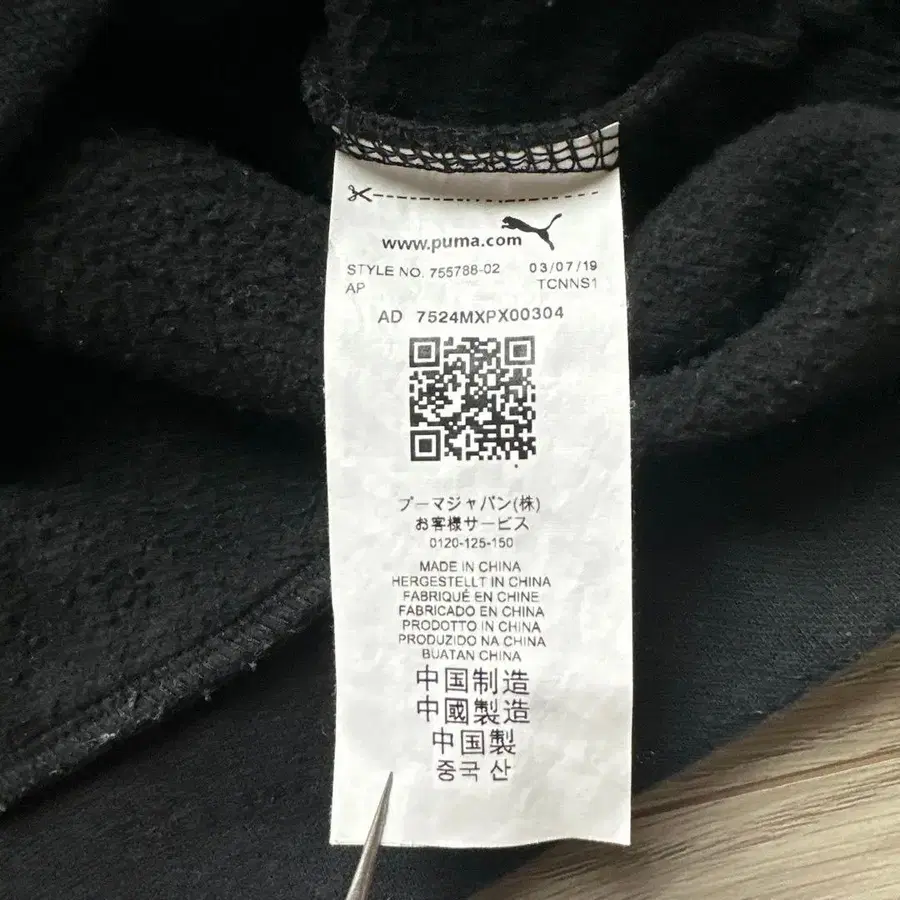 www.puma.com
STYLE NO. 755788-02 03/07/19
AP TCNNS1
AD 7524MXPX00304
プーマジャパン(株)
お客様サービス
0120-125-150
MADE IN CHINA
HERGESTELLT IN CHINA
FABRIQUÉ EN CHINE
FABRICADO EN CHINA
PRODOTTO IN CHINA
PRODUZIDO NA CHINA
BUATAN CHINA
中国制造
中國製造
中国製
중국 산